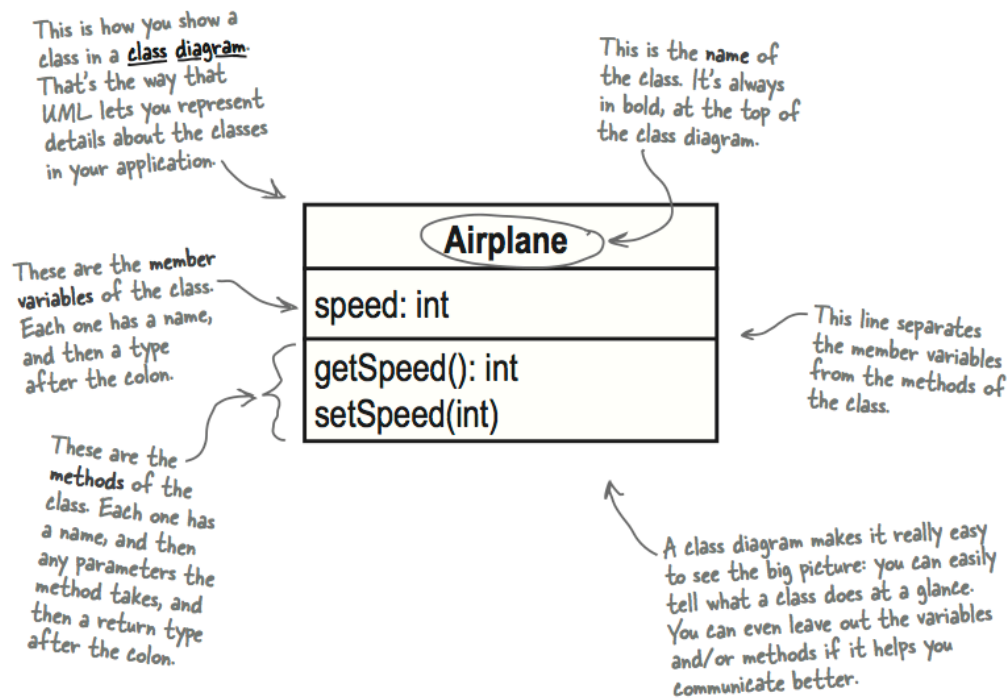 This is how you show a
class in a class diagram.
That's the way that
UML lets you represent
details about the classes
in your application.
This is the name of
the class. It's always
in bold, at the top of
the class diagram.
Airplane
These are the member
variables of the class.
Each one has a name,
and then a type
after the colon.
speed: int
getSpeed(): int
setSpeed(int)
This line separates
the member variables
from the methods of
the class.
These are the
methods of the
class. Each one has
a name, and then
any parameters the
method takes, and
then a return type
after the colon.
A class diagram makes it really easy
to see the big picture: you can easily
tell what a class does at a glance.
You can even leave out the variables
and/or methods if it helps you
communicate better.